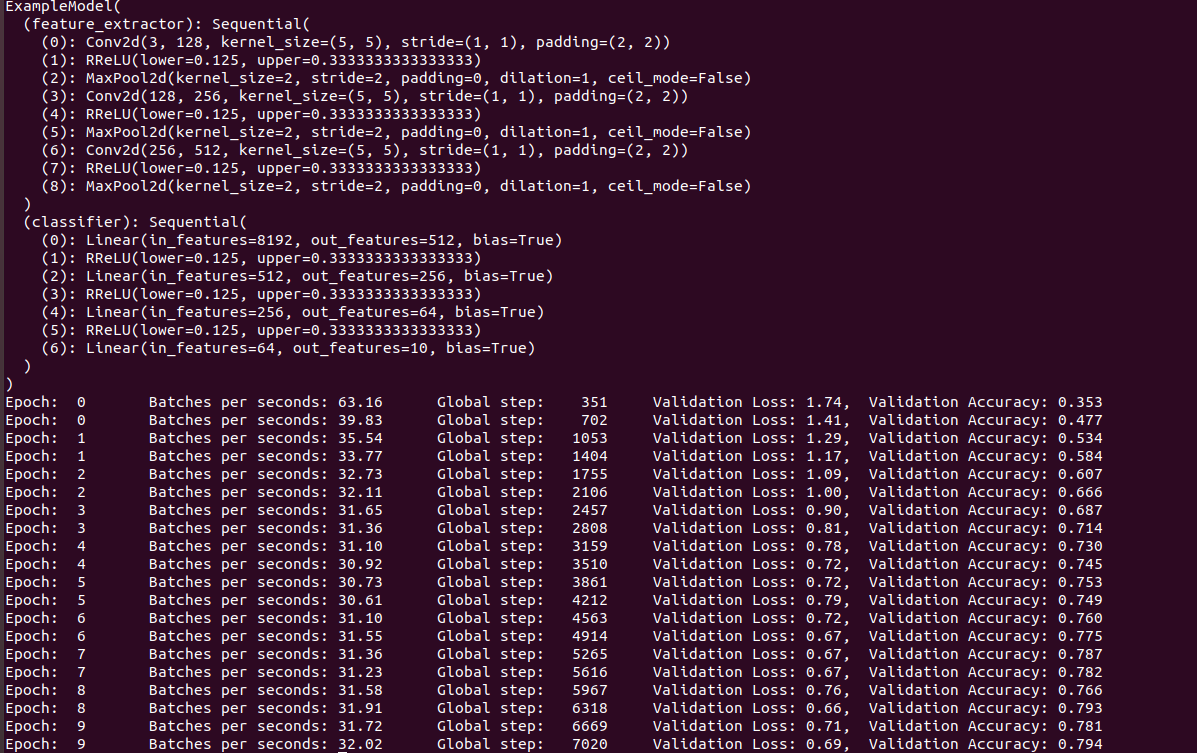 ExampleModel(
  (feature_extractor): Sequential(
    (0): Conv2d(3, 128, kernel_size=(5, 5), stride=(1, 1), padding=(2, 2))
    (1): RReLU(lower=0.125, upper=0.3333333333333333)
    (2): MaxPool2d(kernel_size=2, stride=2, padding=0, dilation=1, ceil_mode=False)
    (3): Conv2d(128, 256, kernel_size=(5, 5), stride=(1, 1), padding=(2, 2))
    (4): RReLU(lower=0.125, upper=0.3333333333333333)
    (5): MaxPool2d(kernel_size=2, stride=2, padding=0, dilation=1, ceil_mode=False)
    (6): Conv2d(256, 512, kernel_size=(5, 5), stride=(1, 1), padding=(2, 2))
    (7): RReLU(lower=0.125, upper=0.3333333333333333)
    (8): MaxPool2d(kernel_size=2, stride=2, padding=0, dilation=1, ceil_mode=False)
  )
  (classifier): Sequential(
    (0): Linear(in_features=8192, out_features=512, bias=True)
    (1): RReLU(lower=0.125, upper=0.3333333333333333)
    (2): Linear(in_features=512, out_features=256, bias=True)
    (3): RReLU(lower=0.125, upper=0.3333333333333333)
    (4): Linear(in_features=256, out_features=64, bias=True)
    (5): RReLU(lower=0.125, upper=0.3333333333333333)
    (6): Linear(in_features=64, out_features=10, bias=True)
  )
)
Epoch:  0       Batches per seconds: 63.16      Global step:    351     Validation Loss: 1.74,  Validation Accuracy: 0.353
Epoch:  0       Batches per seconds: 39.83      Global step:    702     Validation Loss: 1.41,  Validation Accuracy: 0.477
Epoch:  1       Batches per seconds: 35.54      Global step:   1053     Validation Loss: 1.29,  Validation Accuracy: 0.534
Epoch:  1       Batches per seconds: 33.77      Global step:   1404     Validation Loss: 1.17,  Validation Accuracy: 0.584
Epoch:  2       Batches per seconds: 32.73      Global step:   1755     Validation Loss: 1.09,  Validation Accuracy: 0.607
Epoch:  2       Batches per seconds: 32.11      Global step:   2106     Validation Loss: 1.00,  Validation Accuracy: 0.666
Epoch:  3       Batches per seconds: 31.65      Global step:   2457     Validation Loss: 0.90,  Validation Accuracy: 0.687
Epoch:  3       Batches per seconds: 31.36      Global step:   2808     Validation Loss: 0.81,  Validation Accuracy: 0.714
Epoch:  4       Batches per seconds: 31.10      Global step:   3159     Validation Loss: 0.78,  Validation Accuracy: 0.730
Epoch:  4       Batches per seconds: 30.92      Global step:   3510     Validation Loss: 0.72,  Validation Accuracy: 0.745
Epoch:  5       Batches per seconds: 30.73      Global step:   3861     Validation Loss: 0.72,  Validation Accuracy: 0.753
Epoch:  5       Batches per seconds: 30.61      Global step:   4212     Validation Loss: 0.79,  Validation Accuracy: 0.749
Epoch:  6       Batches per seconds: 31.10      Global step:   4563     Validation Loss: 0.72,  Validation Accuracy: 0.760
Epoch:  6       Batches per seconds: 31.55      Global step:   4914     Validation Loss: 0.67,  Validation Accuracy: 0.775
Epoch:  7       Batches per seconds: 31.36      Global step:   5265     Validation Loss: 0.67,  Validation Accuracy: 0.787
Epoch:  7       Batches per seconds: 31.23      Global step:   5616     Validation Loss: 0.67,  Validation Accuracy: 0.782
Epoch:  8       Batches per seconds: 31.58      Global step:   5967     Validation Loss: 0.76,  Validation Accuracy: 0.766
Epoch:  8       Batches per seconds: 31.91      Global step:   6318     Validation Loss: 0.66,  Validation Accuracy: 0.793
Epoch:  9       Batches per seconds: 31.72      Global step:   6669     Validation Loss: 0.71,  Validation Accuracy: 0.781
Epoch:  9       Batches per seconds: 32.02      Global step:   7020     Validation Loss: 0.69,  Validation Accuracy: 0.794